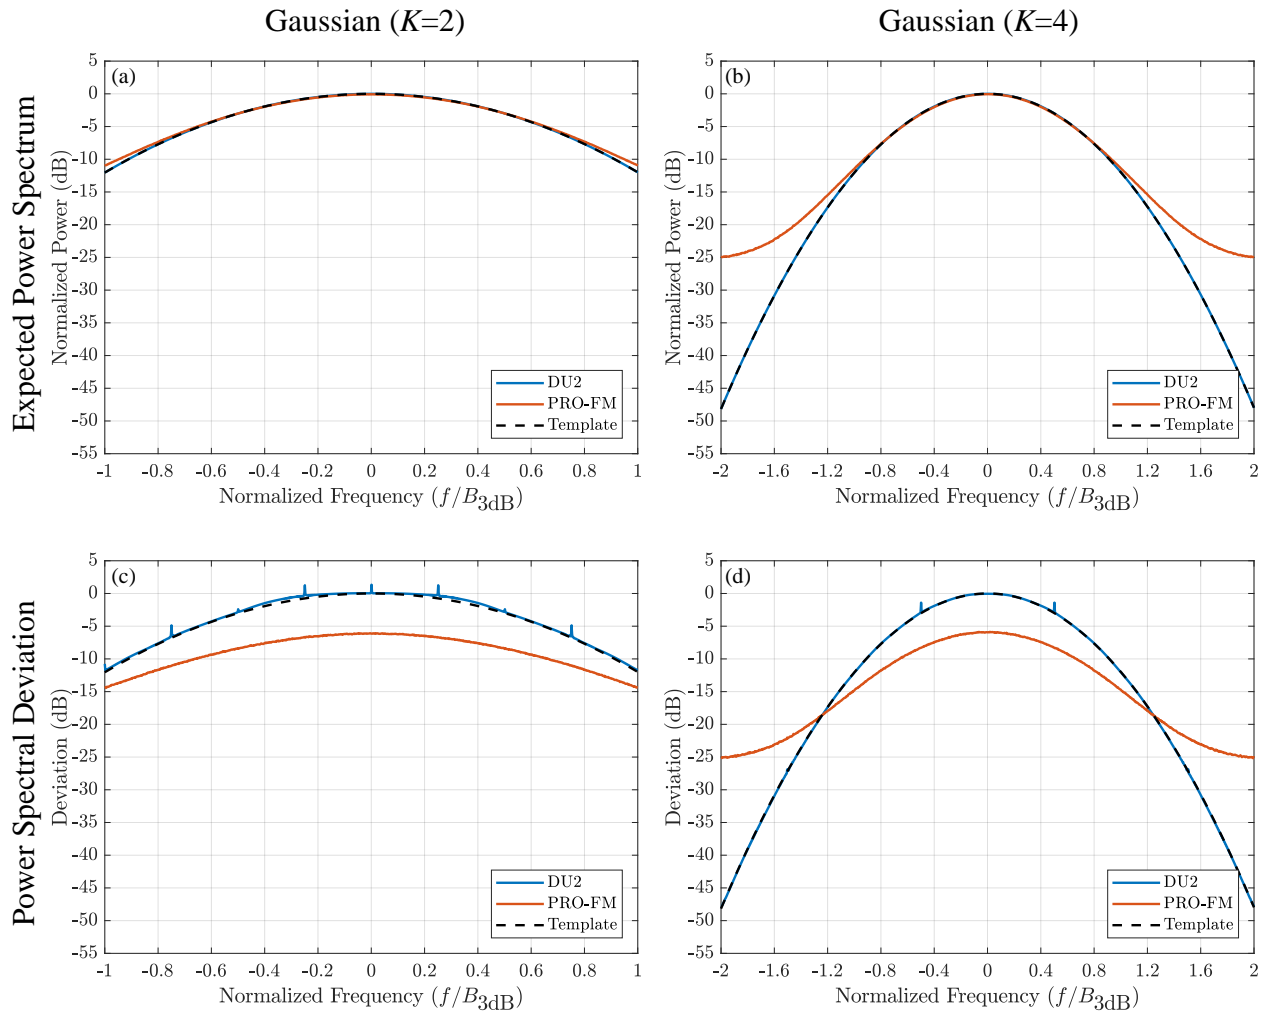 Gaussian (K=2)
Gaussian (K=4)
Expected Power Spectrum
(a)
Normalized Power (dB)
5
0
-5
-10
-15
-20
-25
-30
-35
-40
-45
-50
-55
DU2
PRO-FM
Template
-1 -0.8 -0.6 -0.4 -0.2 0 0.2 0.4 0.6 0.8 1
Normalized Frequency (f/B3dB)
(b)
Normalized Power (dB)
5
0
-5
-10
-15
-20
-25
-30
-35
-40
-45
-50
-55
DU2
PRO-FM
Template
-2 -1.6 -1.2 -0.8 -0.4 0 0.4 0.8 1.2 1.6 2
Normalized Frequency (f/B3dB)
Power Spectral Deviation
(c)
Deviation (dB)
5
0
-5
-10
-15
-20
-25
-30
-35
-40
-45
-50
-55
DU2
PRO-FM
Template
-1 -0.8 -0.6 -0.4 -0.2 0 0.2 0.4 0.6 0.8 1
Normalized Frequency (f/B3dB)
(d)
Deviation (dB)
5
0
-5
-10
-15
-20
-25
-30
-35
-40
-45
-50
-55
DU2
PRO-FM
Template
-2 -1.6 -1.2 -0.8 -0.4 0 0.4 0.8 1.2 1.6 2
Normalized Frequency (f/B3dB)